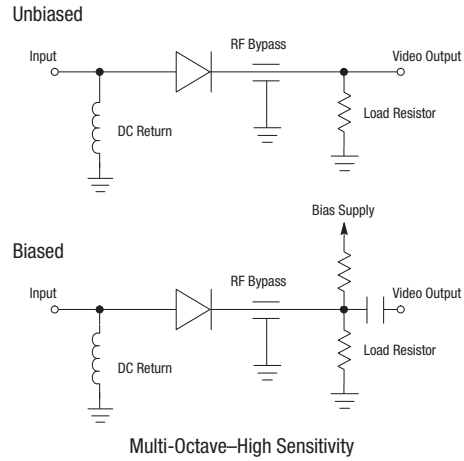 Unbiased
Input
RF Bypass
Video Output
DC Return
Load Resistor
Bias Supply
Biased
Input
RF Bypass
Video Output
DC Return
Load Resistor
Multi-Octave–High Sensitivity